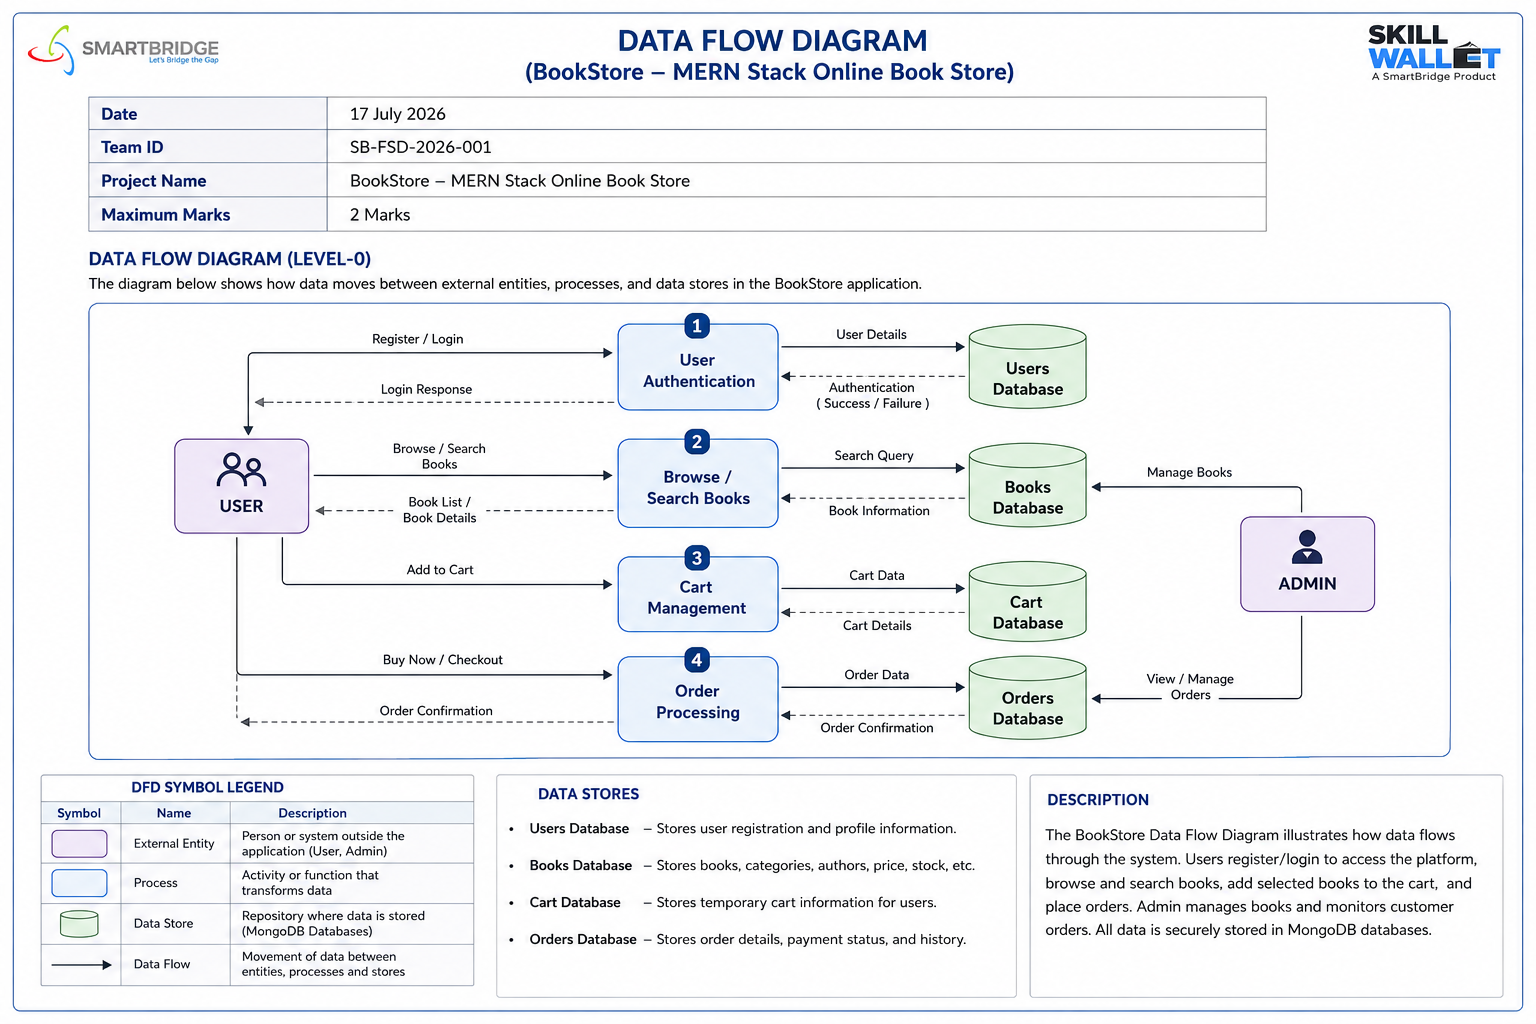 SMARTBRIDGE
Let's Bridge the Gap
DATA FLOW DIAGRAM
(BookStore – MERN Stack Online Book Store)
SKILL
WALLET
A SmartBridge Product
Date 17 July 2026
Team ID SB-FSD-2026-001
Project Name BookStore – MERN Stack Online Book Store
Maximum Marks 2 Marks
DATA FLOW DIAGRAM (LEVEL-0)
The diagram below shows how data moves between external entities, processes, and data stores in the BookStore application.
Register / Login
Login Response
1
User
Authentication
User Details
Authentication
( Success / Failure )
Users
Database
USER
Browse / Search
Books
Book List /
Book Details
2
Browse /
Search Books
Search Query
Book Information
Books
Database
Manage Books
ADMIN
Add to Cart
3
Cart
Management
Cart Data
Cart Details
Cart
Database
Buy Now / Checkout
Order Confirmation
4
Order
Processing
Order Data
Order Confirmation
Orders
Database
View / Manage
Orders
DFD SYMBOL LEGEND
Symbol Name Description
External Entity Person or system outside the
application (User, Admin)
Process Activity or function that
transforms data
Data Store Repository where data is stored
(MongoDB Databases)
Data Flow Movement of data between
entities, processes and stores
DATA STORES
• Users Database – Stores user registration and profile information.
• Books Database – Stores books, categories, authors, price, stock, etc.
• Cart Database – Stores temporary cart information for users.
• Orders Database – Stores order details, payment status, and history.
DESCRIPTION
The BookStore Data Flow Diagram illustrates how data flows
through the system. Users register/login to access the platform,
browse and search books, add selected books to the cart, and
place orders. Admin manages books and monitors customer
orders. All data is securely stored in MongoDB databases.